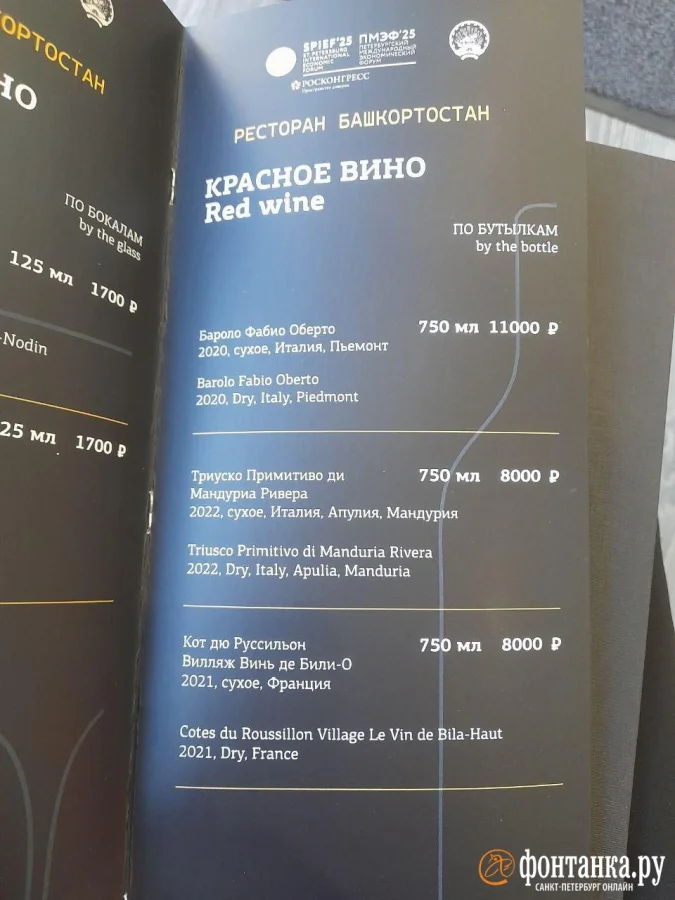 КОРТОСТАН
НО
ПО БОКАЛАМ
by the glass
125 мл 1700 ₽
-Nodin
25 мл 1700 ₽
SPIEF'25
ST. PETERSBURG
INTERNATIONAL
ECONOMIC
FORUM
ПМЭФ'25
ПЕТЕРБУРГСКИЙ
МЕЖДУНАРОДНЫЙ
ЭКОНОМИЧЕСКИЙ
ФОРУМ
РОСКОНГРЕСС
Пространство доверия
РЕСТОРАН БАШКОРТОСТАН
КРАСНОЕ ВИНО
Red wine
ПО БУТЫЛКАМ
by the bottle
Бароло Фабио Оберто 750 мл 11000 ₽
2020, сухое, Италия, Пьемонт
Barolo Fabio Oberto
2020, Dry, Italy, Piedmont
Триуско Примитиво ди 750 мл 8000 ₽
Мандуриа Ривера
2022, сухое, Италия, Апулия, Мандурия
Triusco Primitivo di Manduria Rivera
2022, Dry, Italy, Apulia, Manduria
Кот дю Руссильон 750 мл 8000 ₽
Вилляж Винь де Били-О
2021, сухое, Франция
Cotes du Roussillon Village Le Vin de Bila-Haut
2021, Dry, France
фонтанка.ру
САНКТ-ПЕТЕРБУРГ ОНЛАЙН